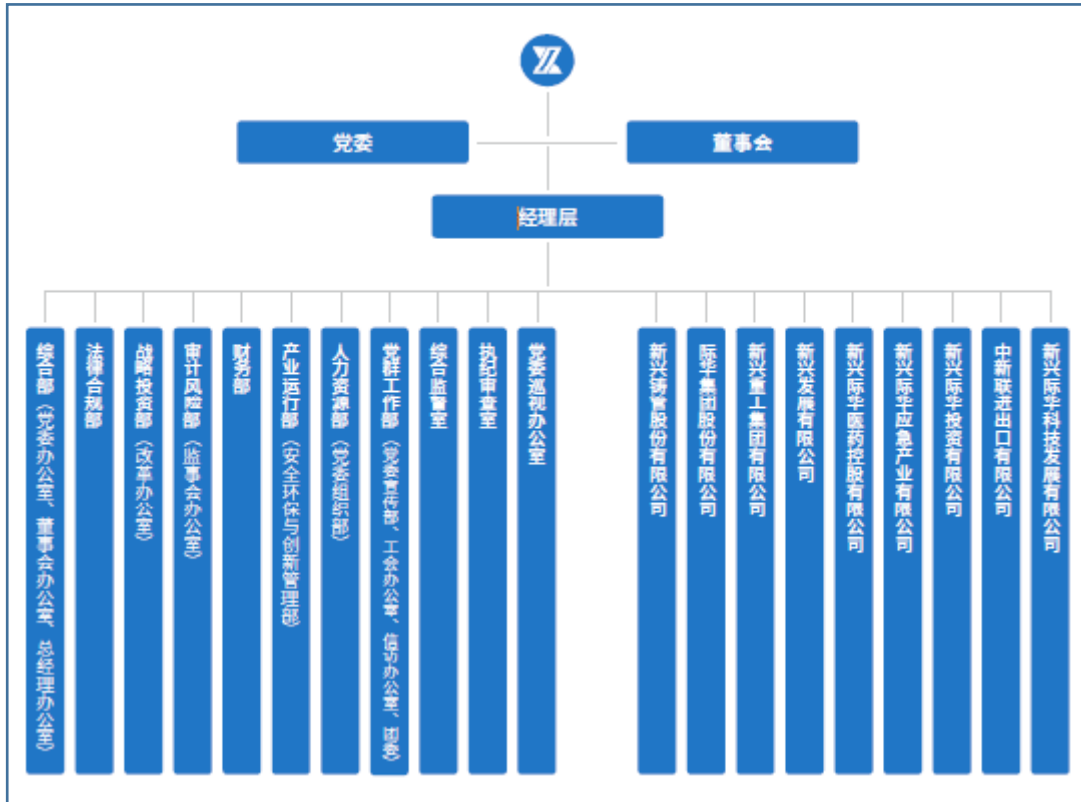 党委
董事会
经理层
综合部（党委办公室、董事会办公室、总经理办公室）
法律合规部
战略投资部（改革办公室）
审计风险部（监事会办公室）
财务部
产业运行部（安全环保与创新管理部）
人力资源部（党委组织部）
党群工作部（党委宣传部、工会办公室、信访办公室、团委）
综合监督室
执纪审查室
党委巡视办公室
新兴铸管股份有限公司
际华集团股份有限公司
新兴重工集团有限公司
新兴发展有限公司
新兴际华医药控股有限公司
新兴际华应急产业有限公司
新兴际华投资有限公司
中新联进出口有限公司
新兴际华科技发展有限公司